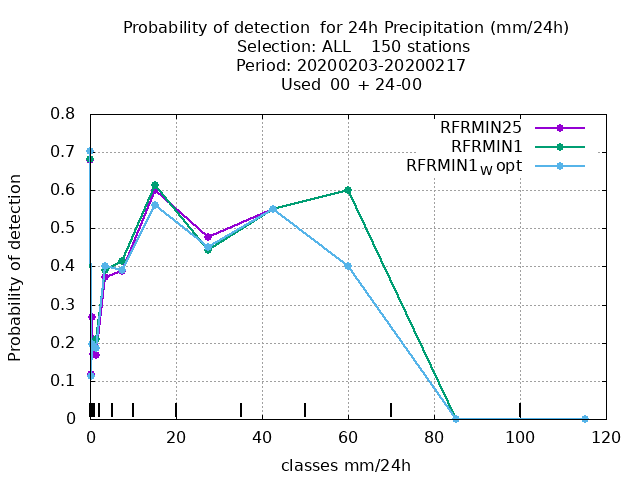 Probability of detection  for 24h Precipitation (mm/24h)
Selection: ALL    150 stations
Period: 20200203-20200217
Used  00 + 24-00
Probability of detection
0.8
0.7
0.6
0.5
0.4
0.3
0.2
0.1
0
RFRMIN25
RFRMIN1
RFRMIN1W opt
0 20 40 60 80 100 120
classes mm/24h